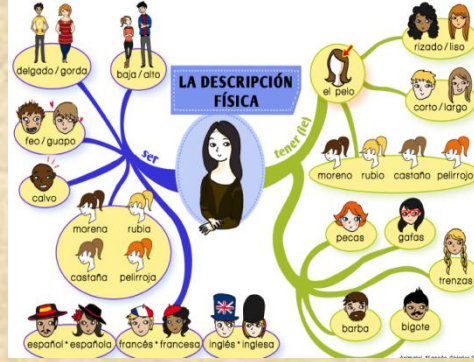 LA DESCRIPCIÓN
FÍSICA
delgado / gorda
baja / alto
feo / guapo
calvo
ser
morena
rubia
castaña
pelirroja
español * española
francés * francesa
inglés * inglesa
tener
el pelo
rizado / liso
corto / largo
moreno
rubio
castaño
pelirrojo
pecas
gafas
trenzas
barba
bigote